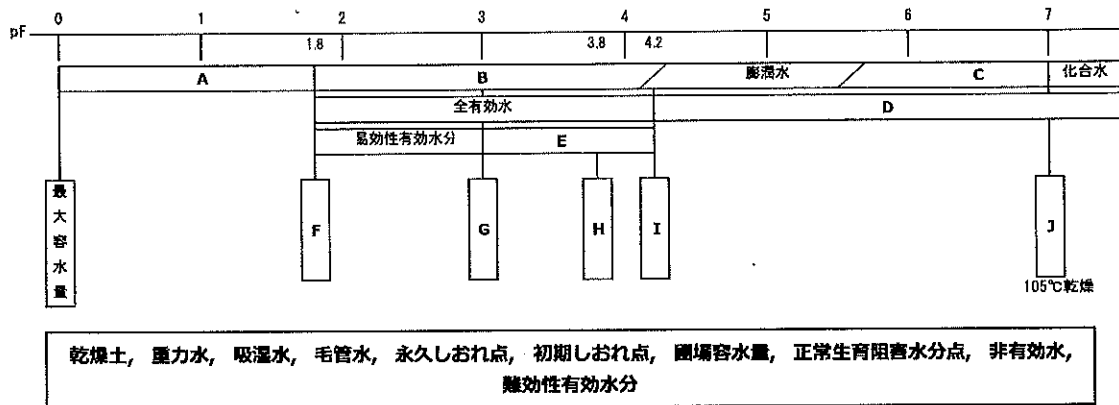 0 1 2 3 4 5 6 7
pF
1.8 3.8 4.2
A B 膨潤水 C 化合水
全有効水 D
易効性有効水分 E
最大容水量 F G H I J
105℃乾燥
乾燥土, 重力水, 吸湿水, 毛管水, 永久しおれ点, 初期しおれ点, 圃場容水量, 正常生育阻害水分点, 非有効水,
難効性有効水分